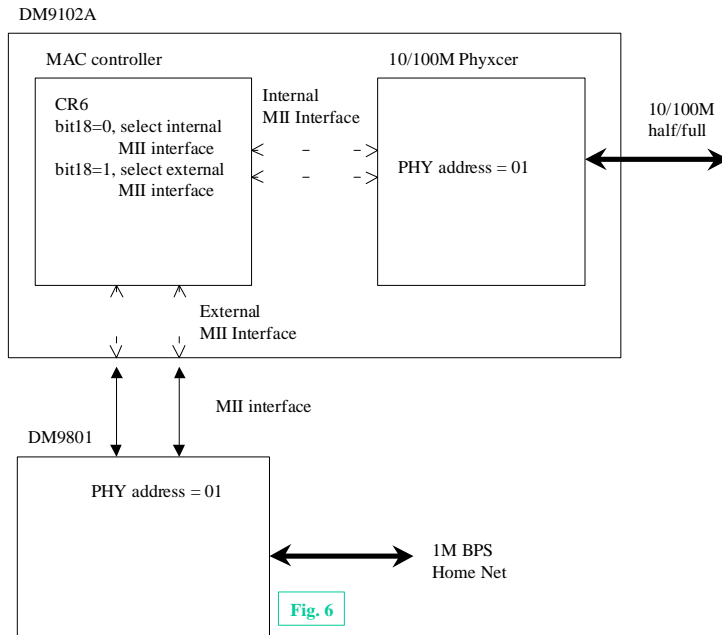 DM9102A
MAC controller
10/100M Phyxcer
CR6
bit18=0, select internal
MII interface
bit18=1, select external
MII interface
Internal
MII Interface
PHY address = 01
10/100M
half/full
External
MII Interface
MII interface
DM9801
PHY address = 01
1M BPS
Home Net
Fig. 6